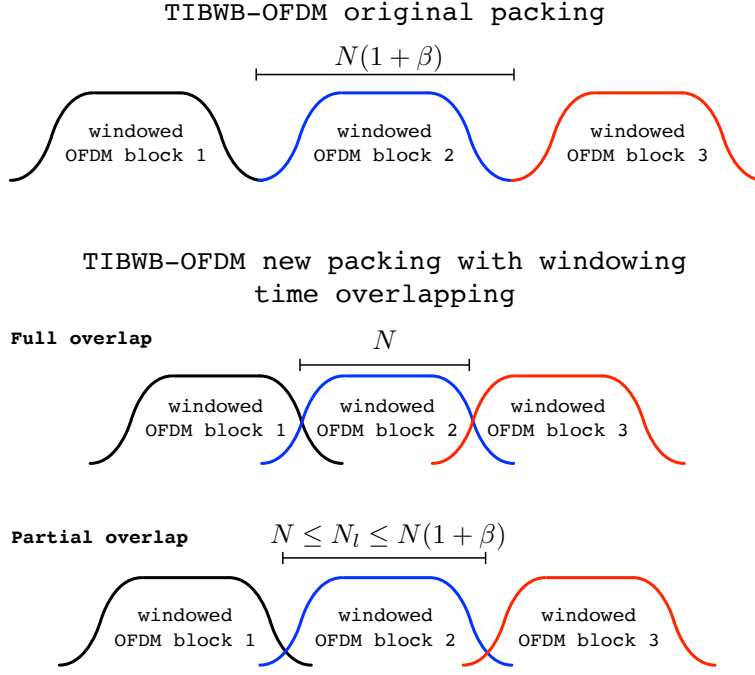 TIBWB-OFDM original packing
N(1 + β)
windowed windowed windowed
OFDM block 1 OFDM block 2 OFDM block 3
TIBWB-OFDM new packing with windowing
time overlapping
Full overlap
N
windowed windowed windowed
OFDM block 1 OFDM block 2 OFDM block 3
Partial overlap
N ≤ N_l ≤ N(1 + β)
windowed windowed windowed
OFDM block 1 OFDM block 2 OFDM block 3